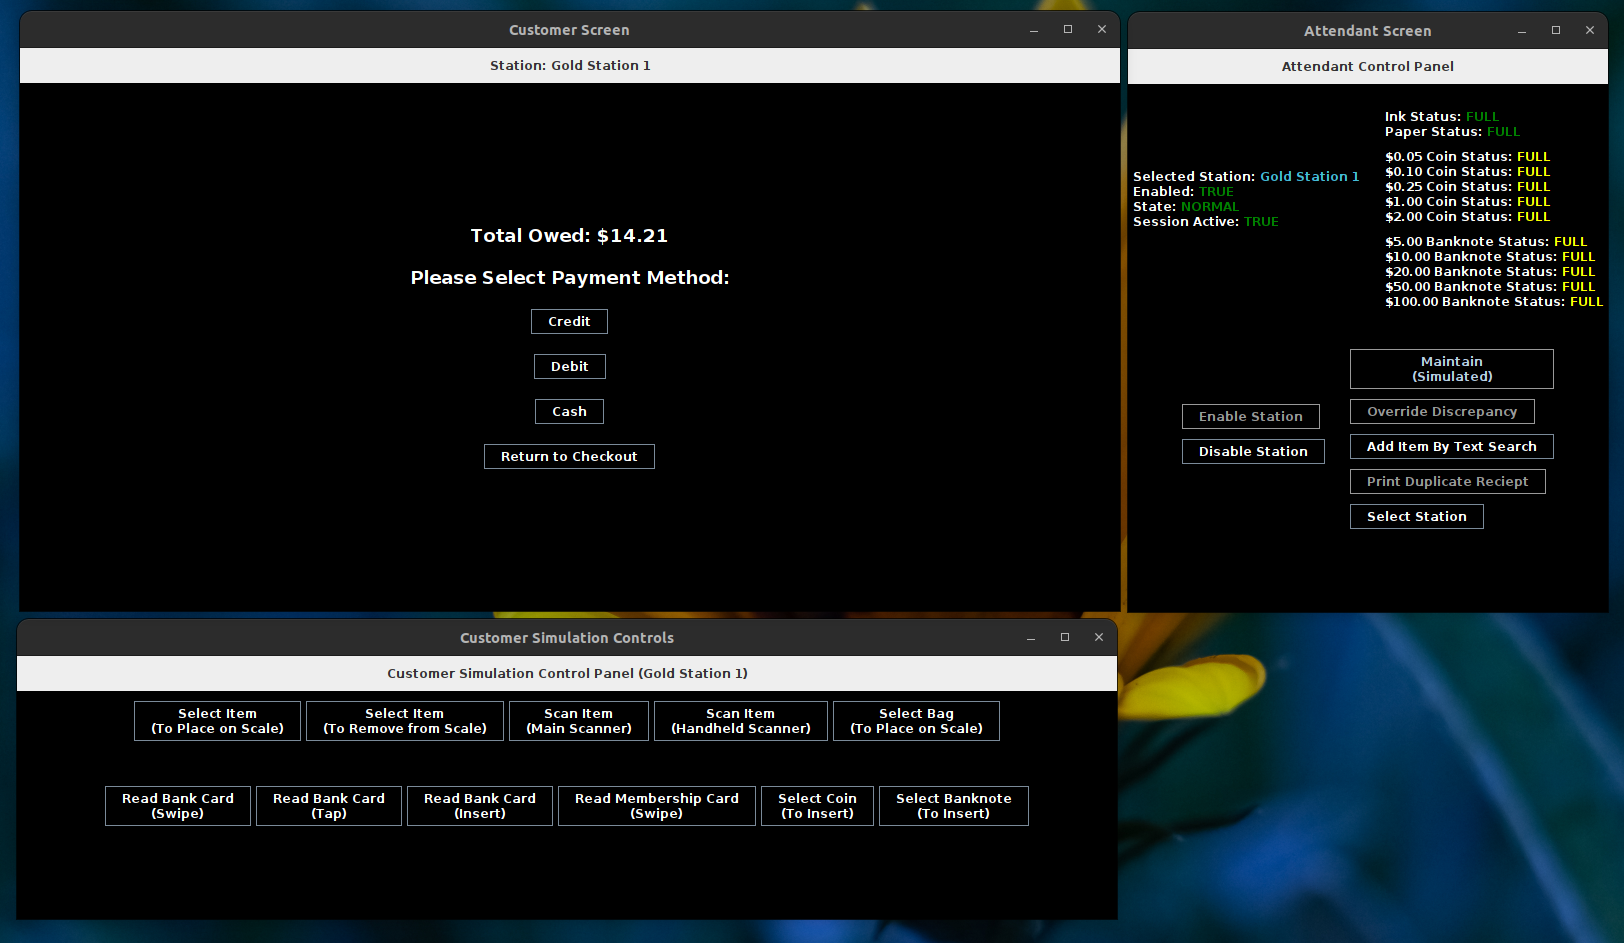 Customer Screen
Station: Gold Station 1
Total Owed: $14.21
Please Select Payment Method:
Credit
Debit
Cash
Return to Checkout
Attendant Screen
Attendant Control Panel
Ink Status: FULL
Paper Status: FULL
$0.05 Coin Status: FULL
$0.10 Coin Status: FULL
$0.25 Coin Status: FULL
$1.00 Coin Status: FULL
$2.00 Coin Status: FULL
$5.00 Banknote Status: FULL
$10.00 Banknote Status: FULL
$20.00 Banknote Status: FULL
$50.00 Banknote Status: FULL
$100.00 Banknote Status: FULL
Selected Station: Gold Station 1
Enabled: TRUE
State: NORMAL
Session Active: TRUE
Enable Station
Disable Station
Maintain
(Simulated)
Override Discrepancy
Add Item By Text Search
Print Duplicate Reciept
Select Station
Customer Simulation Controls
Customer Simulation Control Panel (Gold Station 1)
Select Item
(To Place on Scale)
Select Item
(To Remove from Scale)
Scan Item
(Main Scanner)
Scan Item
(Handheld Scanner)
Select Bag
(To Place on Scale)
Read Bank Card
(Swipe)
Read Bank Card
(Tap)
Read Bank Card
(Insert)
Read Membership Card
(Swipe)
Select Coin
(To Insert)
Select Banknote
(To Insert)